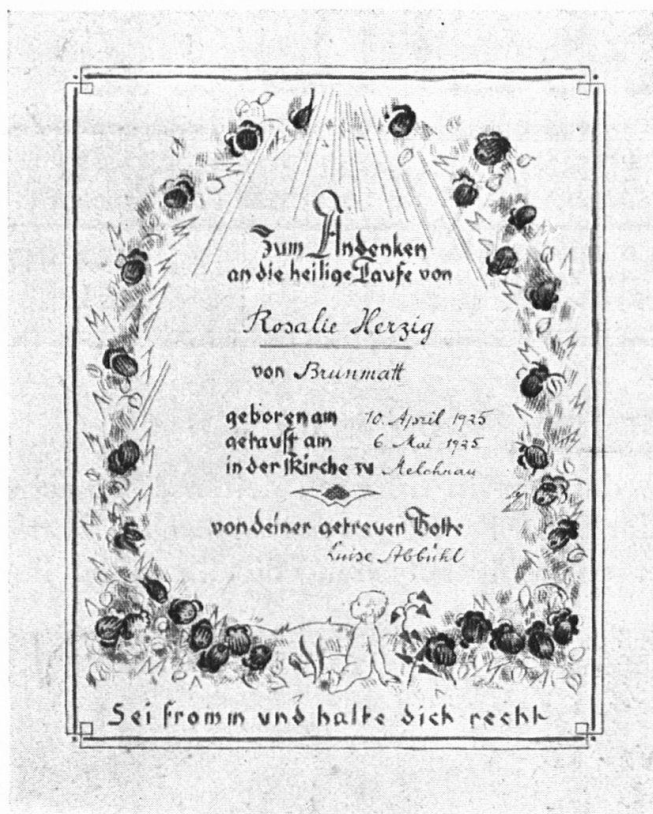 Zum Andenken
an die heilige Taufe von
Rosalie Herzig
von Brunmatt
geboren am 10. April 1925
getauft am 6. Mai 1925
in der Kirche zu Melchnau
von deiner getreuen Gotte
Luise Abbühl
Sei fromm und halte dich recht